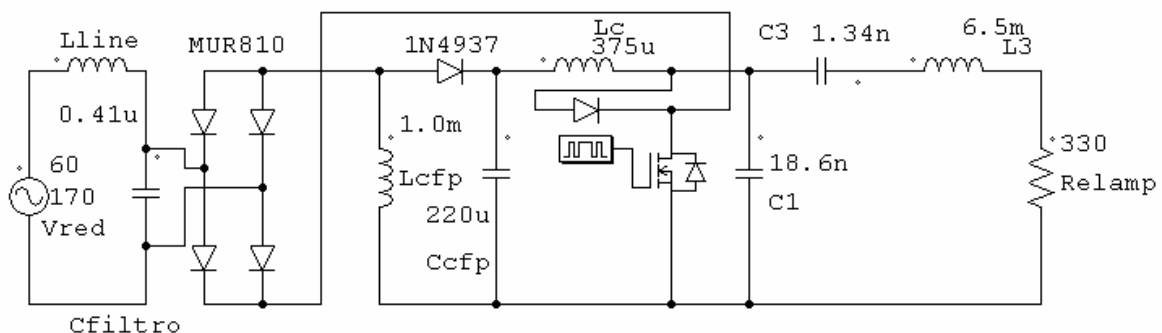 Lline
MUR810
1N4937
Lc
375u
C3 1.34n
6.5m
L3
0.41u
60
170
Vred
1.0m
Lcfp
220u
Ccfp
18.6n
C1
330
Relamp
Cfiltro